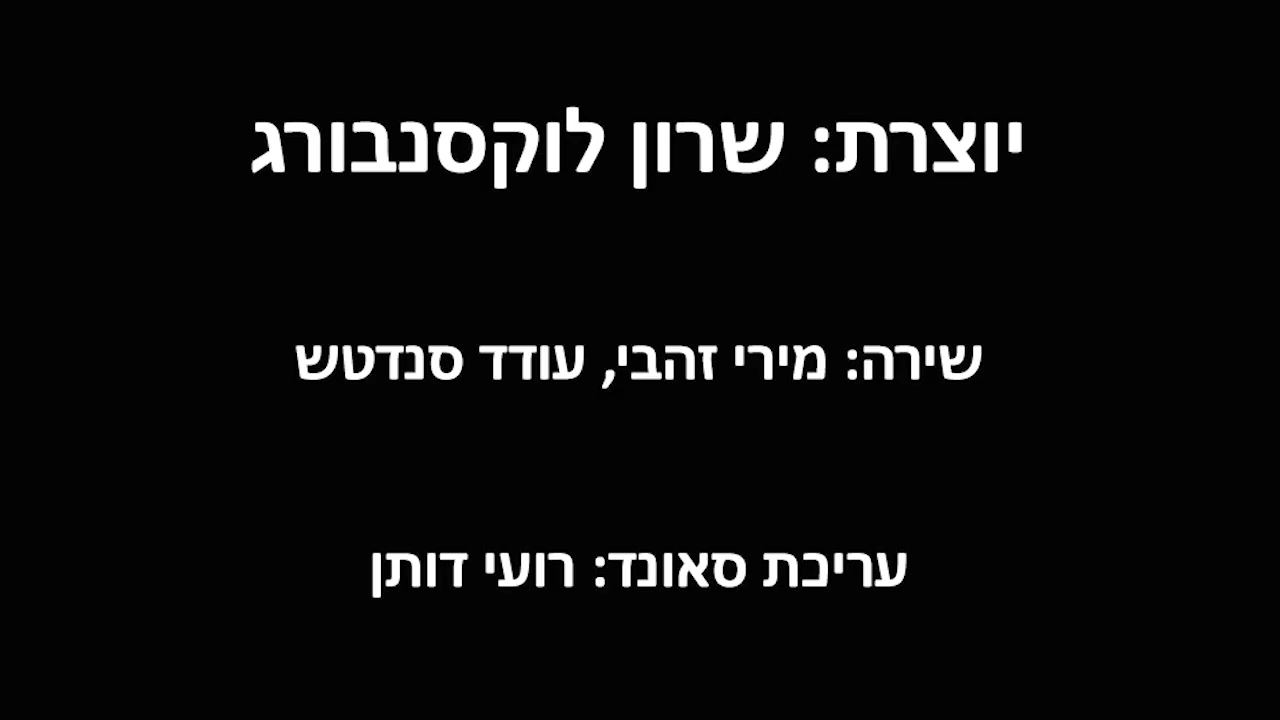 יוצרת: שרון לוקסנבורג
שירה: מירי זהבי, עודד סנדטש
עריכת סאונד: רועי דותן